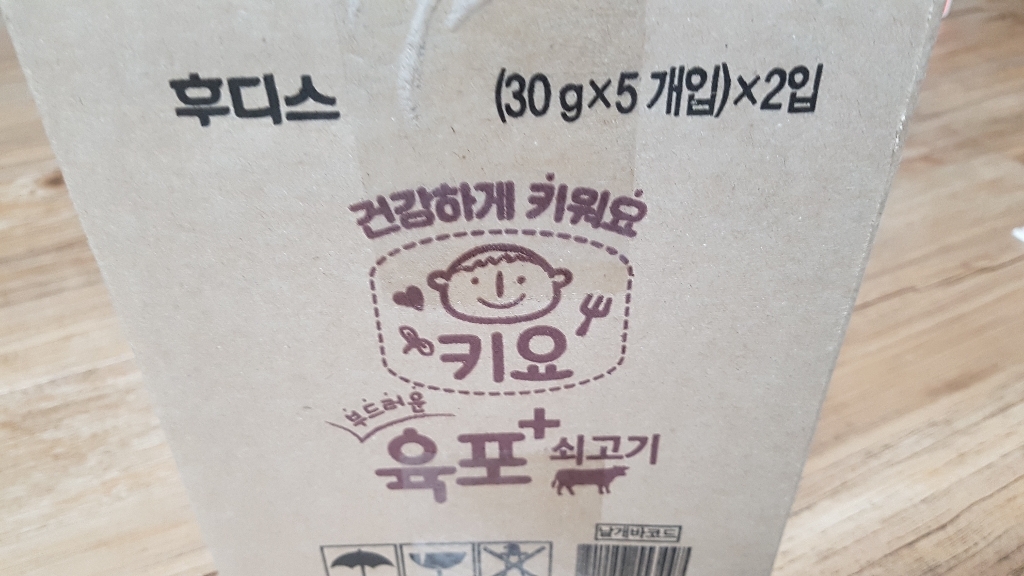 후디스 (30g×5개입)×2입
건강하게 키워요
키요
부드러운
육포+ 쇠고기
낱개바코드